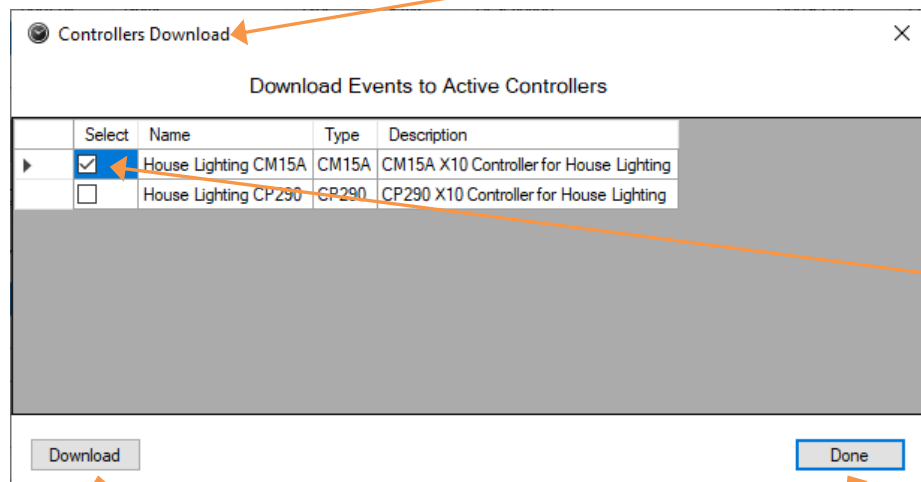 Controllers Download
Download Events to Active Controllers
Select Name Type Description
House Lighting CM15A CM15A CM15A X10 Controller for House Lighting
House Lighting CP290 CP290 CP290 X10 Controller for House Lighting
Download Done